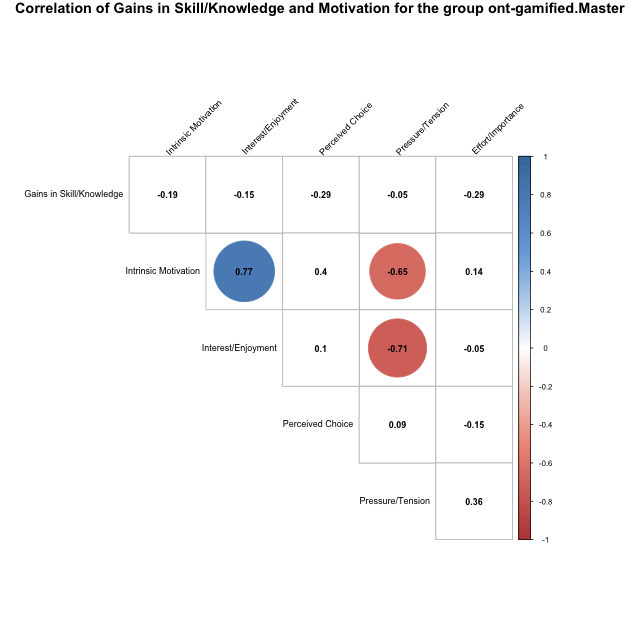 Correlation of Gains in Skill/Knowledge and Motivation for the group ont-gamified.Master
Intrinsic Motivation
Interest/Enjoyment
Perceived Choice
Pressure/Tension
Effort/Importance
Gains in Skill/Knowledge -0.19 -0.15 -0.29 -0.05 -0.29
Intrinsic Motivation 0.77 0.4 -0.65 0.14
Interest/Enjoyment 0.1 -0.71 -0.05
Perceived Choice 0.09 -0.15
Pressure/Tension 0.36
1
0.8
0.6
0.4
0.2
0
-0.2
-0.4
-0.6
-0.8
-1